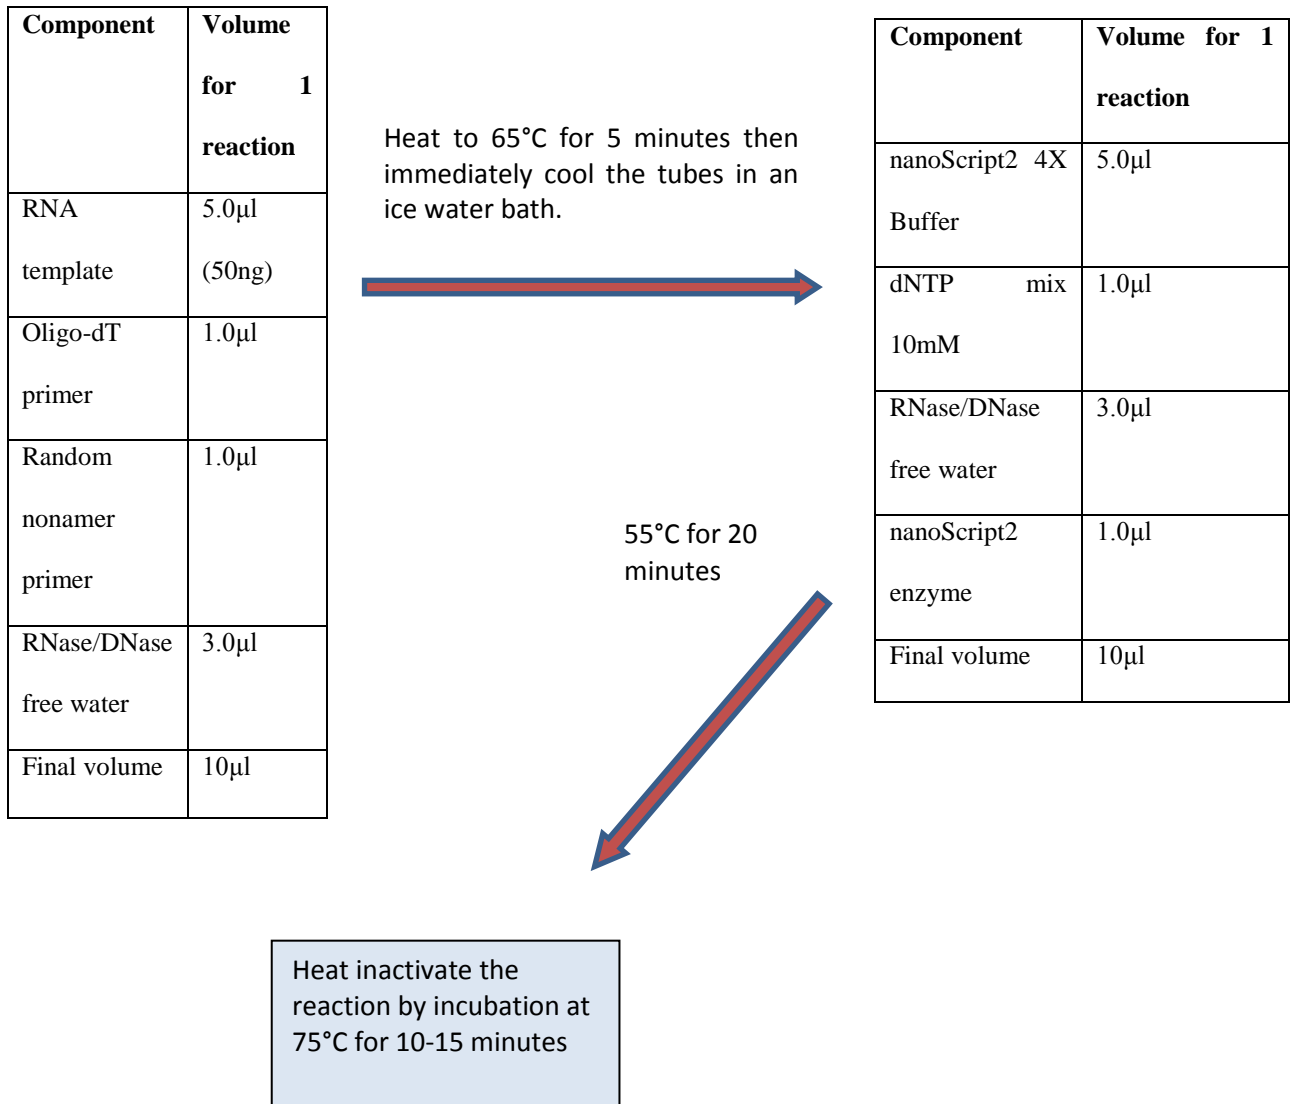 Component Volume
for 1
reaction
RNA 5.0µl
template (50ng)
Oligo-dT 1.0µl
primer
Random 1.0µl
nonamer
primer
RNase/DNase 3.0µl
free water
Final volume 10µl
Heat to 65°C for 5 minutes then
immediately cool the tubes in an
ice water bath.
Component Volume for 1
reaction
nanoScript2 4X 5.0µl
Buffer
dNTP mix 1.0µl
10mM
RNase/DNase 3.0µl
free water
nanoScript2 1.0µl
enzyme
Final volume 10µl
55°C for 20
minutes
Heat inactivate the
reaction by incubation at
75°C for 10-15 minutes